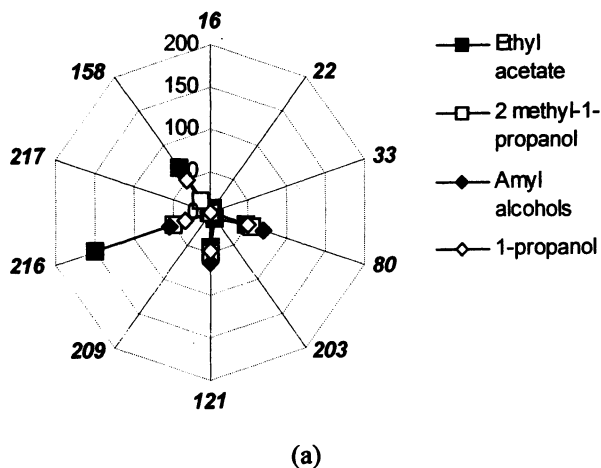 16
200
150
100
0
22
33
80
203
121
209
216
217
158
Ethyl
acetate
2 methyl-1-
propanol
Amyl
alcohols
1-propanol
(a)